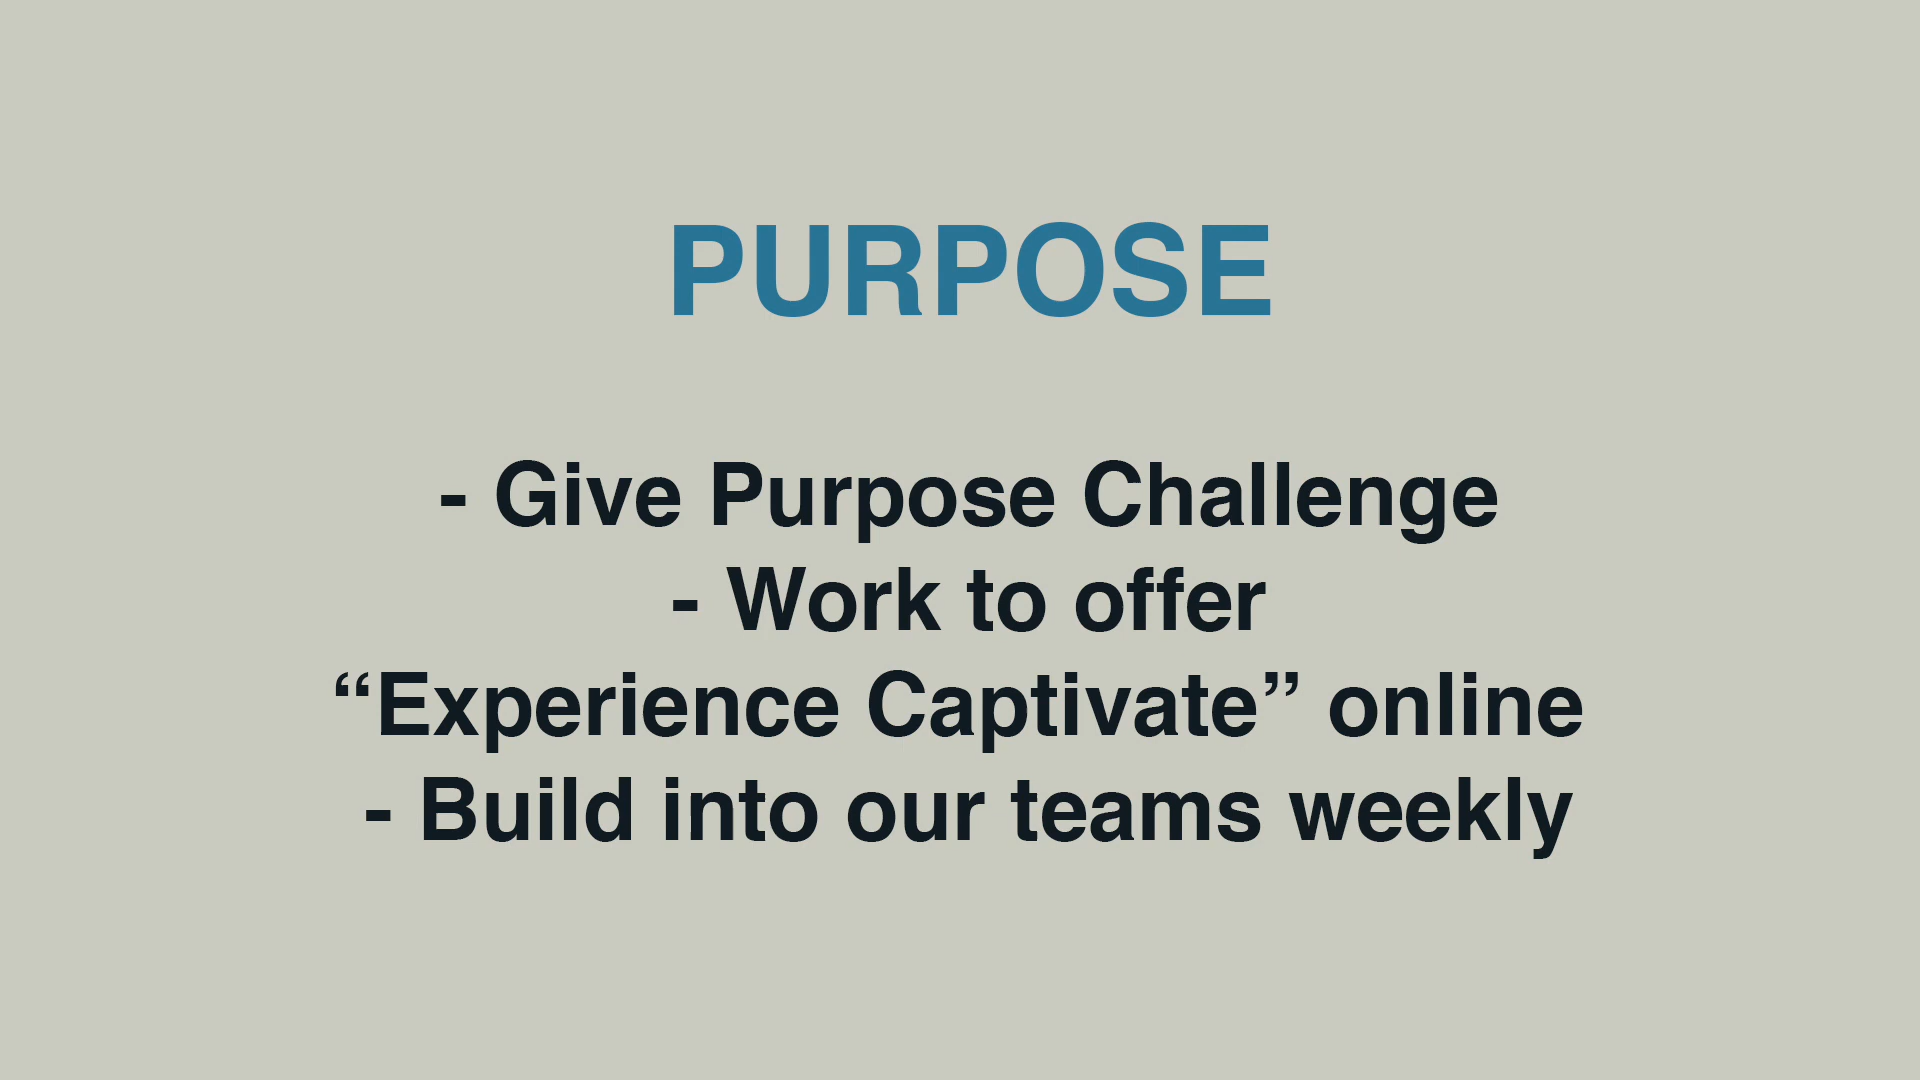 PURPOSE
- Give Purpose Challenge
- Work to offer
“Experience Captivate” online
- Build into our teams weekly